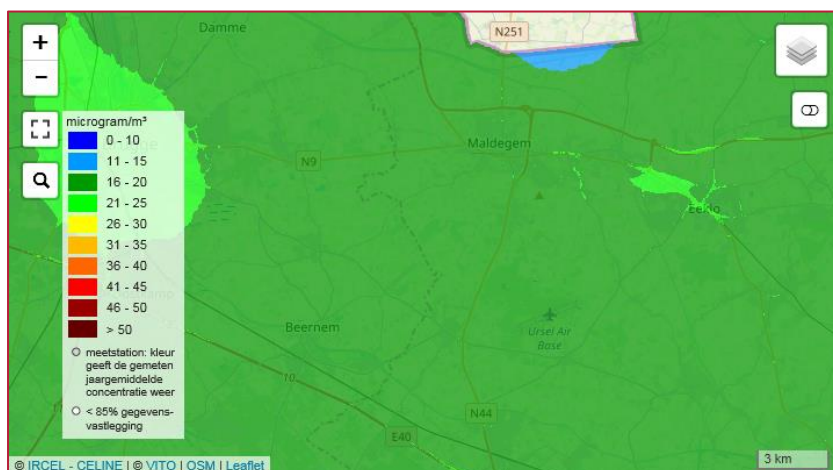 Damme
N251
+
−
microgram/m³
0 - 10
11 - 15
16 - 20
21 - 25
26 - 30
31 - 35
36 - 40
41 - 45
46 - 50
> 50
meetstation: kleur
geeft de gemeten
jaargemiddelde
concentratie weer
< 85% gegevens-
vastlegging
Maldegem
N9
Eeklo
Beernem
Ursel Air
Base
10
N44
E40
3 km
© IRCEL - CELINE | © VITO | OSM | Leaflet